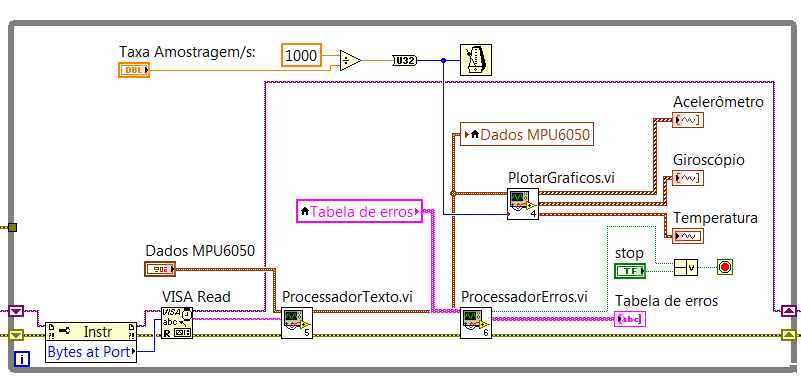 Taxa Amostragem/s:
1000
DBL
U32
Acelerômetro
Dados MPU6050
Giroscópio
PlotarGraficos.vi
4
Tabela de erros
Temperatura
Dados MPU6050
stop
TF
V
VISA Read
ProcessadorTexto.vi
ProcessadorErros.vi
Tabela de erros
VISA
abc
R
5
6
abc
Instr
Bytes at Port
i